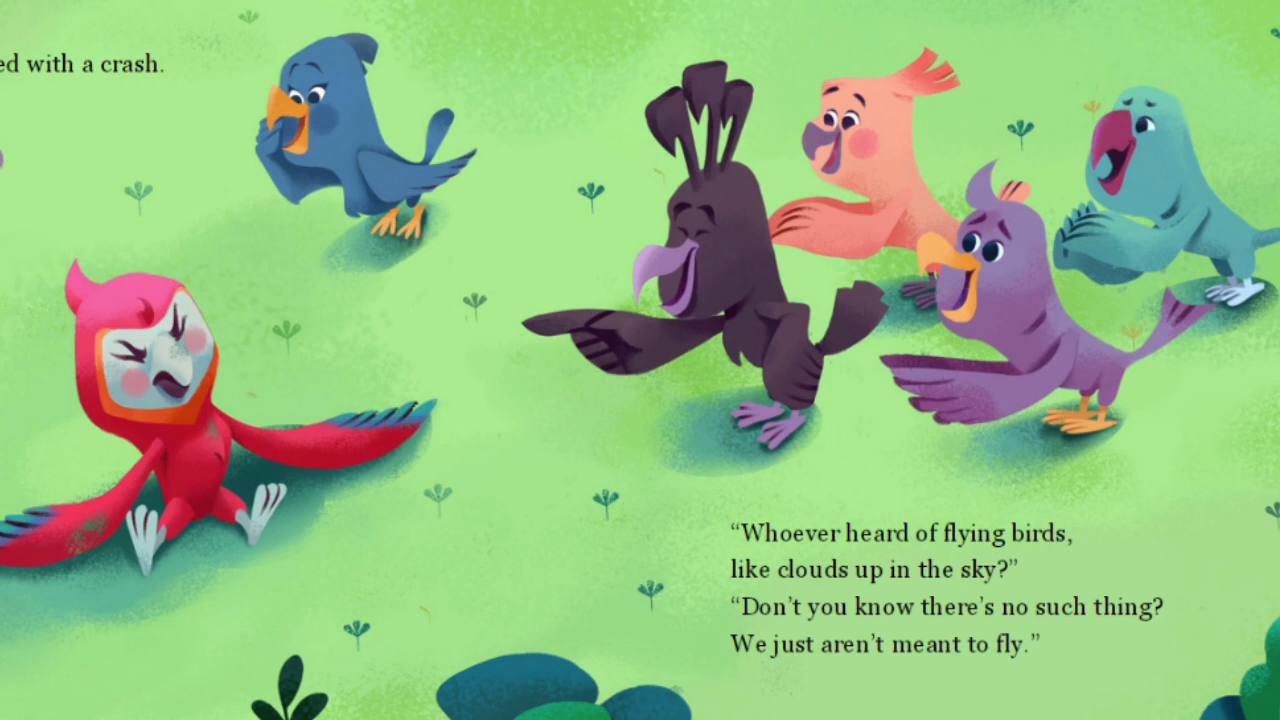 with a crash.
“Whoever heard of flying birds,
like clouds up in the sky?”
“Don’t you know there’s no such thing?
We just aren’t meant to fly.”